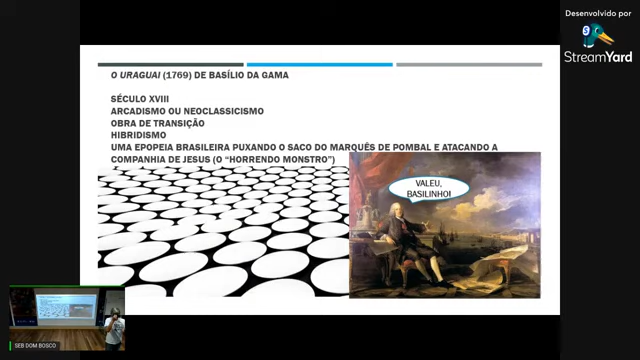 Desenvolvido por
StreamYard
O URAGUAI (1769) DE BASÍLIO DA GAMA
SÉCULO XVIII
ARCADISMO OU NEOCLASSICISMO
OBRA DE TRANSIÇÃO
HIBRIDISMO
UMA EPOPEIA BRASILEIRA PUXANDO O SACO DO MARQUÊS DE POMBAL E ATACANDO A
COMPANHIA DE JESUS (O “HORRENDO MONSTRO”)
VALEU,
BASILINHO!
SEB DOM BOSCO